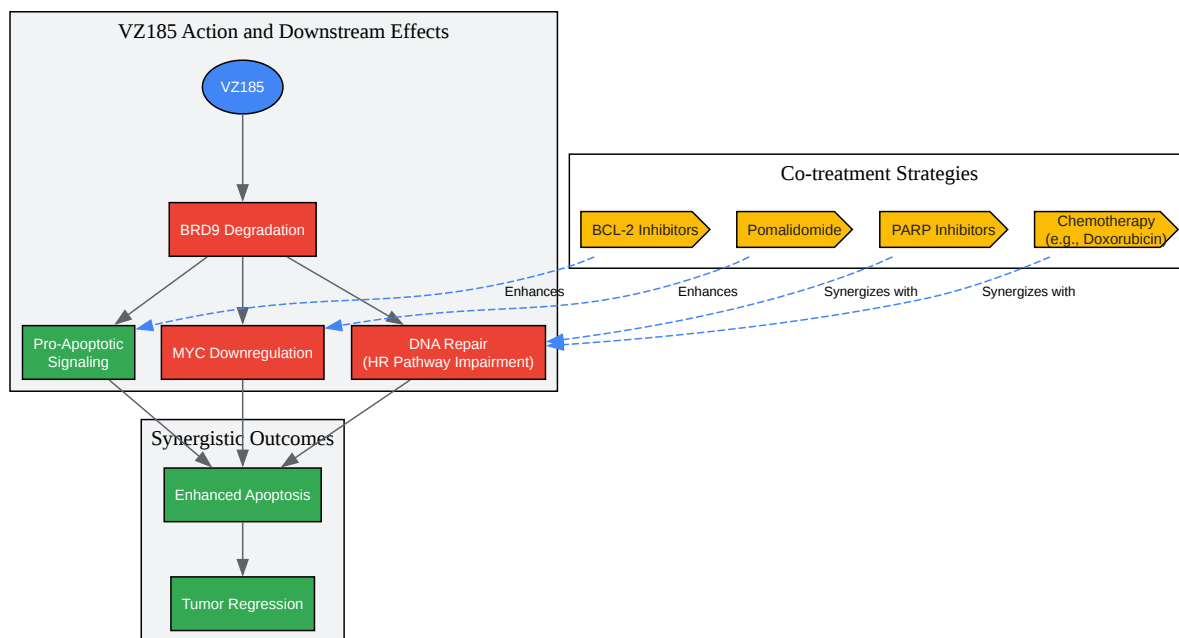 VZ185 Action and Downstream Effects
VZ185
BRD9 Degradation
Pro-Apoptotic
Signaling
MYC Downregulation
DNA Repair
(HR Pathway Impairment)
Co-treatment Strategies
BCL-2 Inhibitors
Pomalidomide
PARP Inhibitors
Chemotherapy
(e.g., Doxorubicin)
Enhances
Enhances
Synergizes with
Synergizes with
Synergistic Outcomes
Enhanced Apoptosis
Tumor Regression